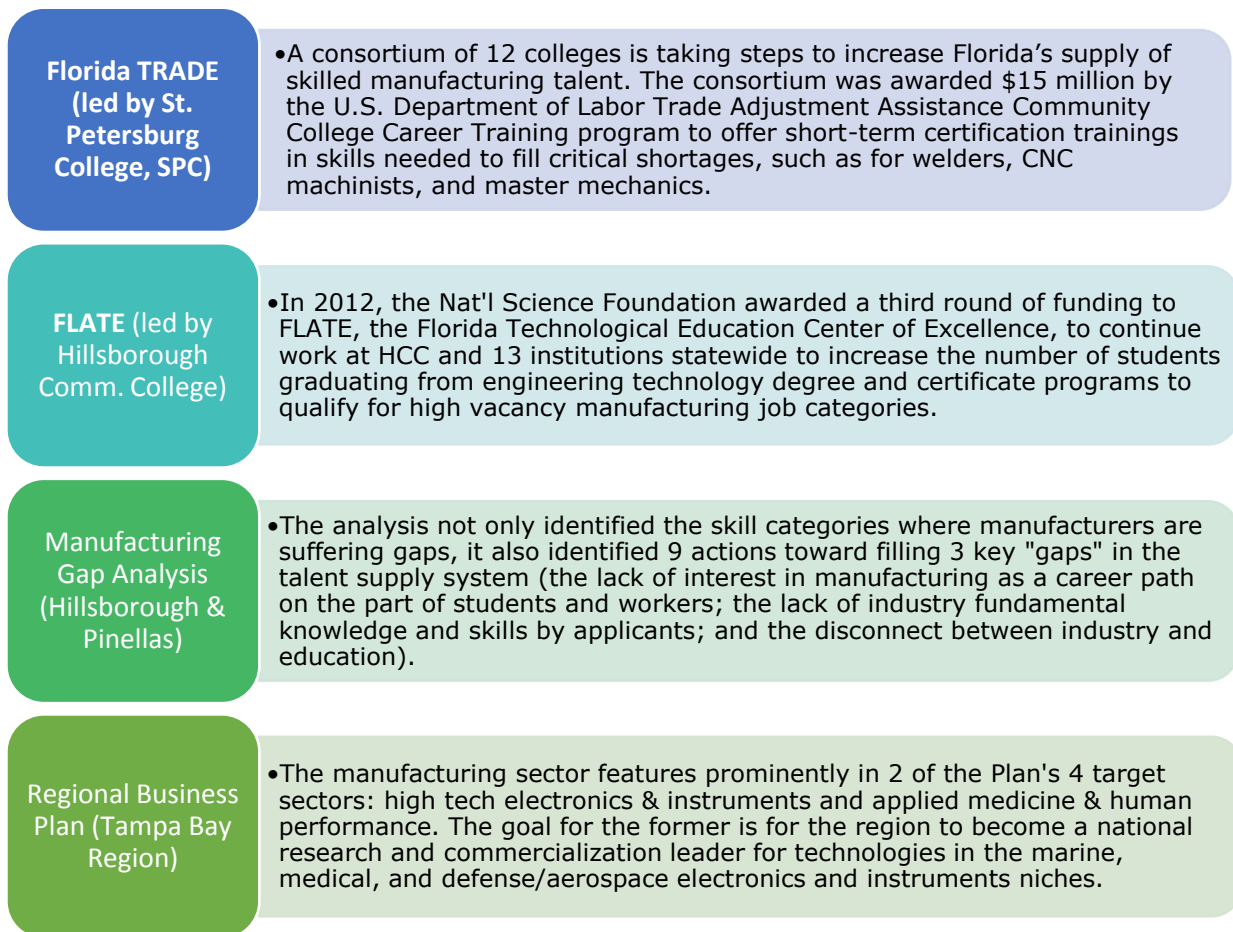 Florida TRADE
(led by St.
Petersburg
College, SPC)
•A consortium of 12 colleges is taking steps to increase Florida’s supply of
skilled manufacturing talent. The consortium was awarded $15 million by
the U.S. Department of Labor Trade Adjustment Assistance Community
College Career Training program to offer short-term certification trainings
in skills needed to fill critical shortages, such as for welders, CNC
machinists, and master mechanics.
FLATE (led by
Hillsborough
Comm. College)
•In 2012, the Nat'l Science Foundation awarded a third round of funding to
FLATE, the Florida Technological Education Center of Excellence, to continue
work at HCC and 13 institutions statewide to increase the number of students
graduating from engineering technology degree and certificate programs to
qualify for high vacancy manufacturing job categories.
Manufacturing
Gap Analysis
(Hillsborough &
Pinellas)
•The analysis not only identified the skill categories where manufacturers are
suffering gaps, it also identified 9 actions toward filling 3 key "gaps" in the
talent supply system (the lack of interest in manufacturing as a career path
on the part of students and workers; the lack of industry fundamental
knowledge and skills by applicants; and the disconnect between industry and
education).
Regional Business
Plan (Tampa Bay
Region)
•The manufacturing sector features prominently in 2 of the Plan's 4 target
sectors: high tech electronics & instruments and applied medicine & human
performance. The goal for the former is for the region to become a national
research and commercialization leader for technologies in the marine,
medical, and defense/aerospace electronics and instruments niches.